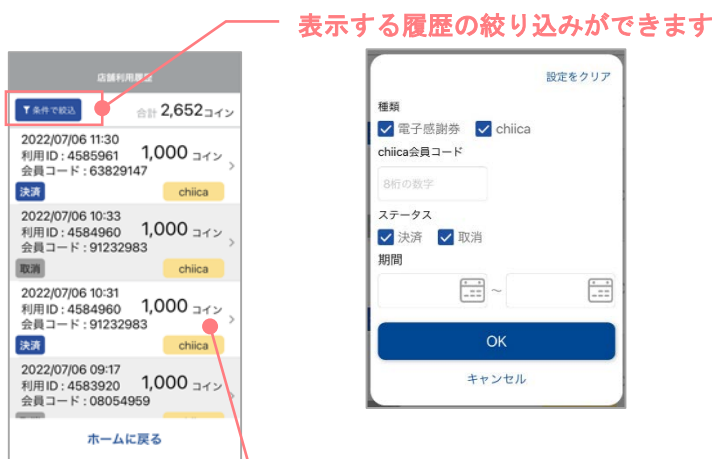 表示する履歴の絞り込みができます
店舗利用履歴
条件で絞込
合計 2,652コイン
2022/07/06 11:30
利用ID : 4585961
1,000 コイン
会員コード : 63829147
決済
chiica
2022/07/06 10:33
利用ID : 4584960
1,000 コイン
会員コード : 91232983
取消
chiica
2022/07/06 10:31
利用ID : 4584960
1,000 コイン
会員コード : 91232983
決済
chiica
2022/07/06 09:17
利用ID : 4583920
1,000 コイン
会員コード : 08054959
ホームに戻る
設定をクリア
種類
電子感謝券 chiica
chiica会員コード
8桁の数字
ステータス
決済 取消
期間
~
OK
キャンセル